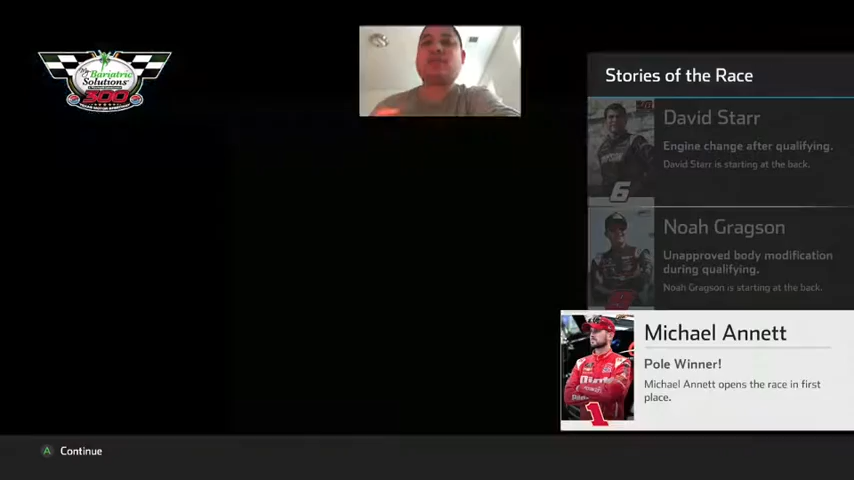 Bariatric
Solutions
300
Stories of the Race
David Starr
Engine change after qualifying.
David Starr is starting at the back.
6
Noah Gragson
Unapproved body modification
during qualifying.
Noah Gragson is starting at the back.
Michael Annett
Pole Winner!
Michael Annett opens the race in first
place.
1
A Continue